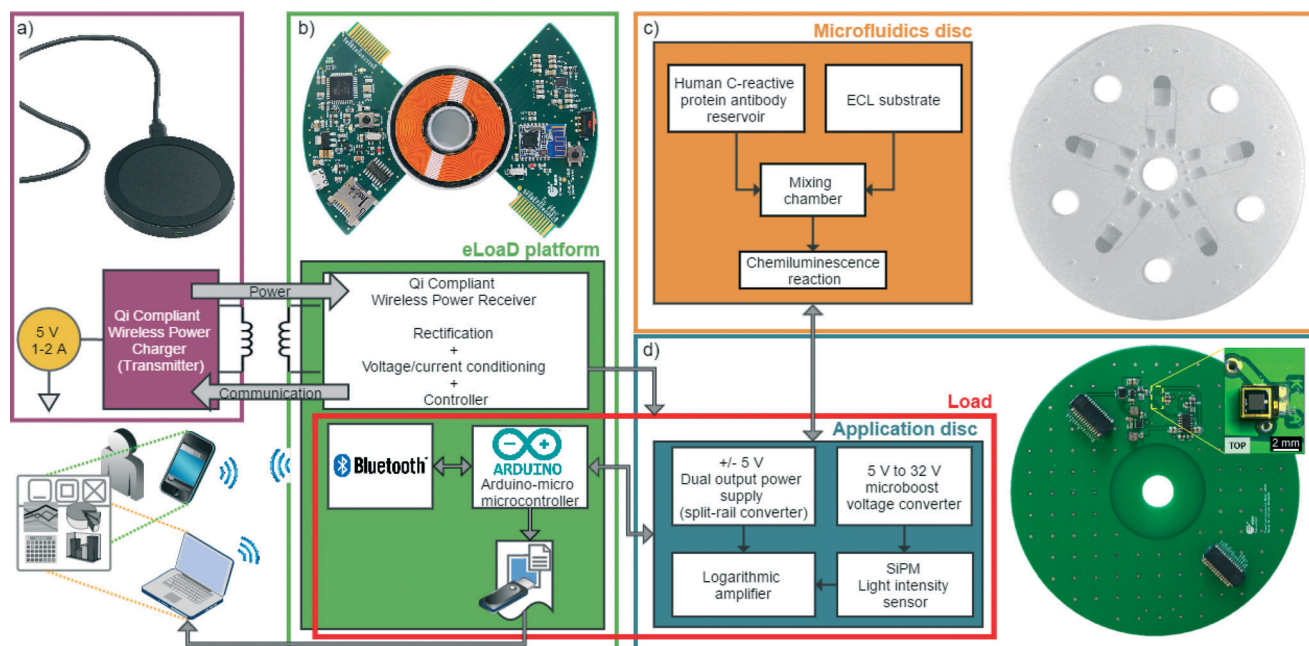 a)
5 V
1-2 A
Qi Compliant
Wireless Power
Charger
(Transmitter)
Power
Communication
b)
eLoaD platform
Qi Compliant
Wireless Power Receiver
Rectification
+
Voltage/current conditioning
+
Controller
Load
Bluetooth™
ARDUINO
Arduino-micro
microcontroller
c)
Microfluidics disc
Human C-reactive
protein antibody
reservoir
ECL substrate
Mixing
chamber
Chemiluminescence
reaction
d)
Application disc
+/- 5 V
Dual output power
supply
(split-rail converter)
5 V to 32 V
microboost
voltage converter
Logarithmic
amplifier
SiPM
Light intensity
sensor
TOP
2 mm